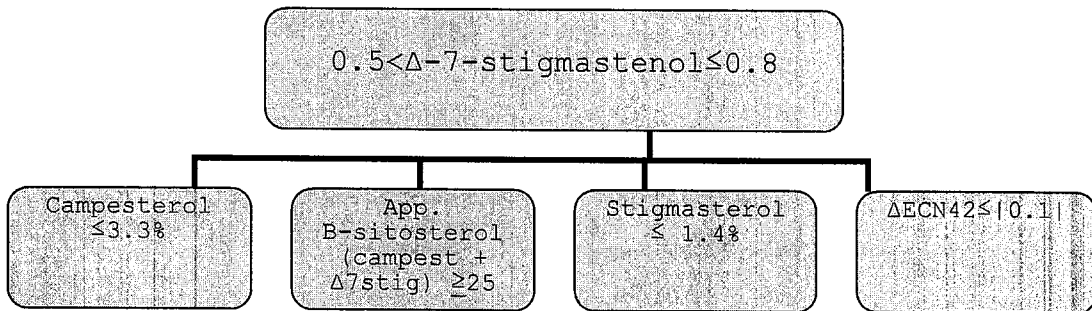 0.5<Δ-7-stigmastenol≤0.8
Campesterol
≤3.3%
App.
B-sitosterol
(campest +
Δ7stig) ≥25
Stigmasterol
≤ 1.4%
ΔECN42≤|0.1|